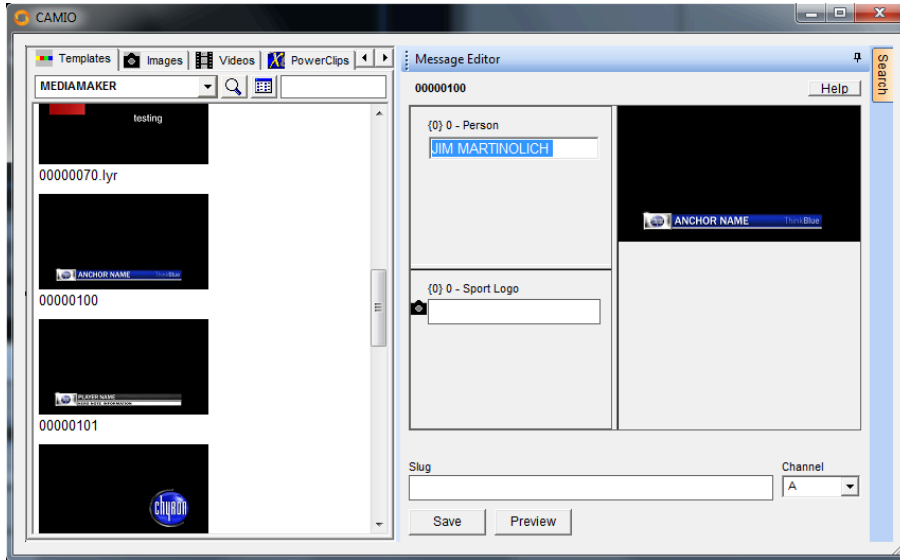 CAMIO
Templates
Images
Videos
PowerClips
MEDIAMAKER
testing
00000070.lyr
ANCHOR NAME ThinkBlue
00000100
PLAYER NAME
00000101
chyron
Message Editor
00000100
Help
{0} 0 - Person
JIM MARTINOLICH
ANCHOR NAME ThinkBlue
{0} 0 - Sport Logo
Slug
Channel
A
Save
Preview
Search